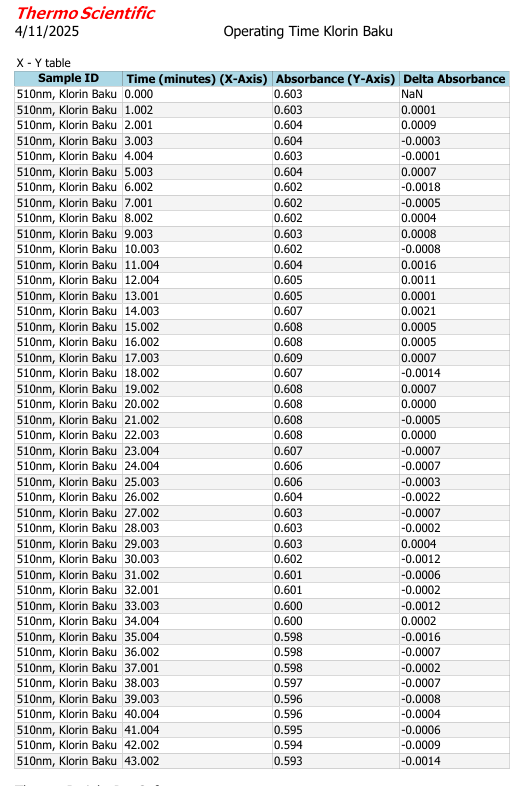 Thermo Scientific
4/11/2025 Operating Time Klorin Baku
X - Y table
Sample ID Time (minutes) (X-Axis) Absorbance (Y-Axis) Delta Absorbance
510nm, Klorin Baku 0.000 0.603 NaN
510nm, Klorin Baku 1.002 0.603 0.0001
510nm, Klorin Baku 2.001 0.604 0.0009
510nm, Klorin Baku 3.003 0.604 -0.0003
510nm, Klorin Baku 4.004 0.603 -0.0001
510nm, Klorin Baku 5.003 0.604 0.0007
510nm, Klorin Baku 6.002 0.602 -0.0018
510nm, Klorin Baku 7.001 0.602 -0.0005
510nm, Klorin Baku 8.002 0.602 0.0004
510nm, Klorin Baku 9.003 0.603 0.0008
510nm, Klorin Baku 10.003 0.602 -0.0008
510nm, Klorin Baku 11.004 0.604 0.0016
510nm, Klorin Baku 12.004 0.605 0.0011
510nm, Klorin Baku 13.001 0.605 0.0001
510nm, Klorin Baku 14.003 0.607 0.0021
510nm, Klorin Baku 15.002 0.608 0.0005
510nm, Klorin Baku 16.002 0.608 0.0005
510nm, Klorin Baku 17.003 0.609 0.0007
510nm, Klorin Baku 18.002 0.607 -0.0014
510nm, Klorin Baku 19.002 0.608 0.0007
510nm, Klorin Baku 20.002 0.608 0.0000
510nm, Klorin Baku 21.002 0.608 -0.0005
510nm, Klorin Baku 22.003 0.608 0.0000
510nm, Klorin Baku 23.004 0.607 -0.0007
510nm, Klorin Baku 24.004 0.606 -0.0007
510nm, Klorin Baku 25.003 0.606 -0.0003
510nm, Klorin Baku 26.002 0.604 -0.0022
510nm, Klorin Baku 27.002 0.603 -0.0007
510nm, Klorin Baku 28.003 0.603 -0.0002
510nm, Klorin Baku 29.003 0.603 0.0004
510nm, Klorin Baku 30.003 0.602 -0.0012
510nm, Klorin Baku 31.002 0.601 -0.0006
510nm, Klorin Baku 32.001 0.601 -0.0002
510nm, Klorin Baku 33.003 0.600 -0.0012
510nm, Klorin Baku 34.004 0.600 0.0002
510nm, Klorin Baku 35.004 0.598 -0.0016
510nm, Klorin Baku 36.002 0.598 -0.0007
510nm, Klorin Baku 37.001 0.598 -0.0002
510nm, Klorin Baku 38.003 0.597 -0.0007
510nm, Klorin Baku 39.003 0.596 -0.0008
510nm, Klorin Baku 40.004 0.596 -0.0004
510nm, Klorin Baku 41.004 0.595 -0.0006
510nm, Klorin Baku 42.002 0.594 -0.0009
510nm, Klorin Baku 43.002 0.593 -0.0014